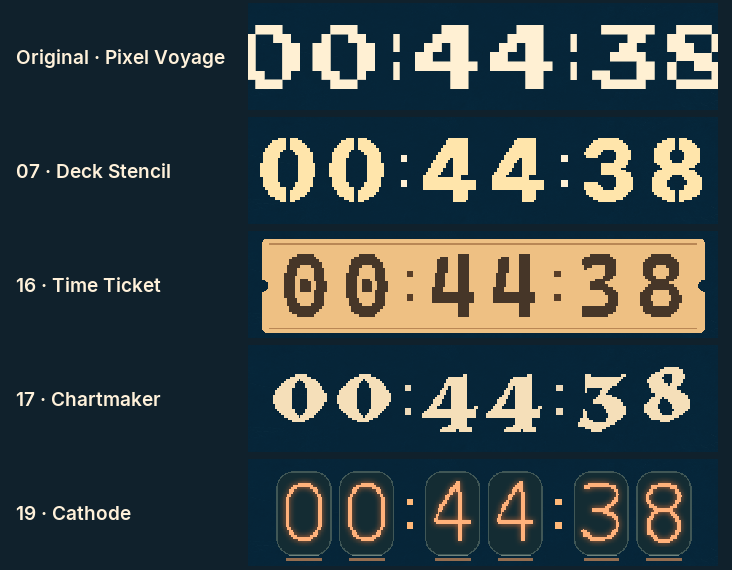 Original · Pixel Voyage 00:44:38
07 · Deck Stencil 00:44:38
16 · Time Ticket 00:44:38
17 · Chartmaker 00:44:38
19 · Cathode 00:44:38